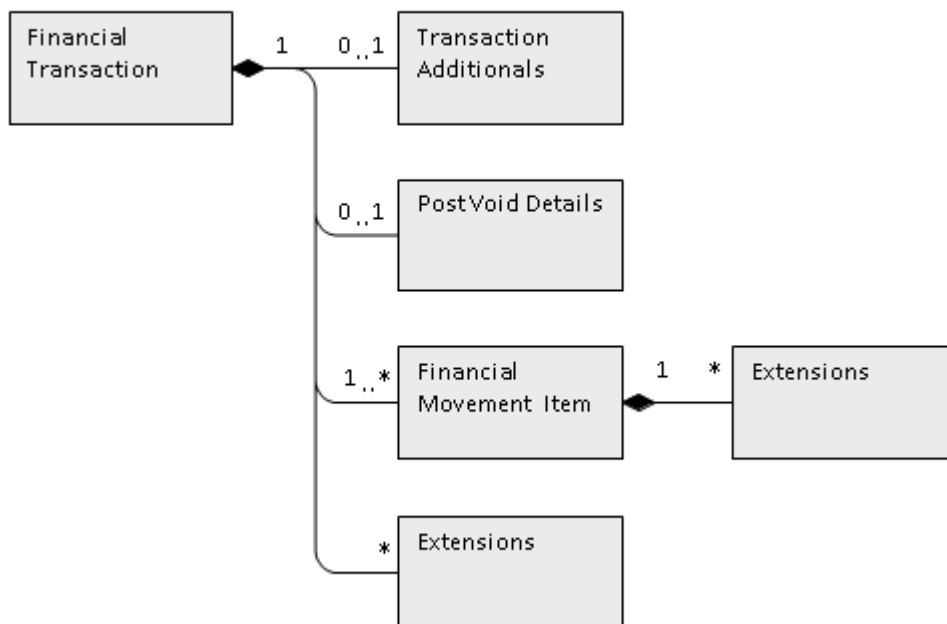 Financial
Transaction
1
0..1
Transaction
Additionals
0..1
PostVoid Details
1..*
Financial
Movement Item
1
*
Extensions
*
Extensions